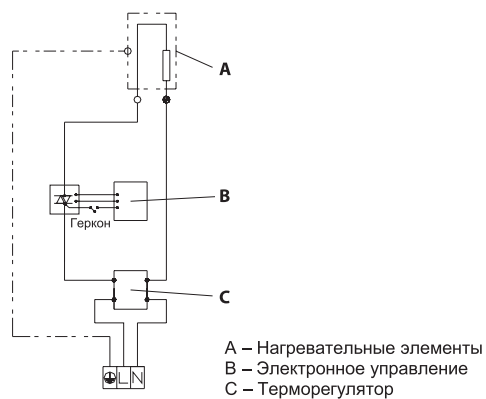 A
B
Геркон
C
L N
A – Нагревательные элементы
B – Электронное управление
C – Терморегулятор